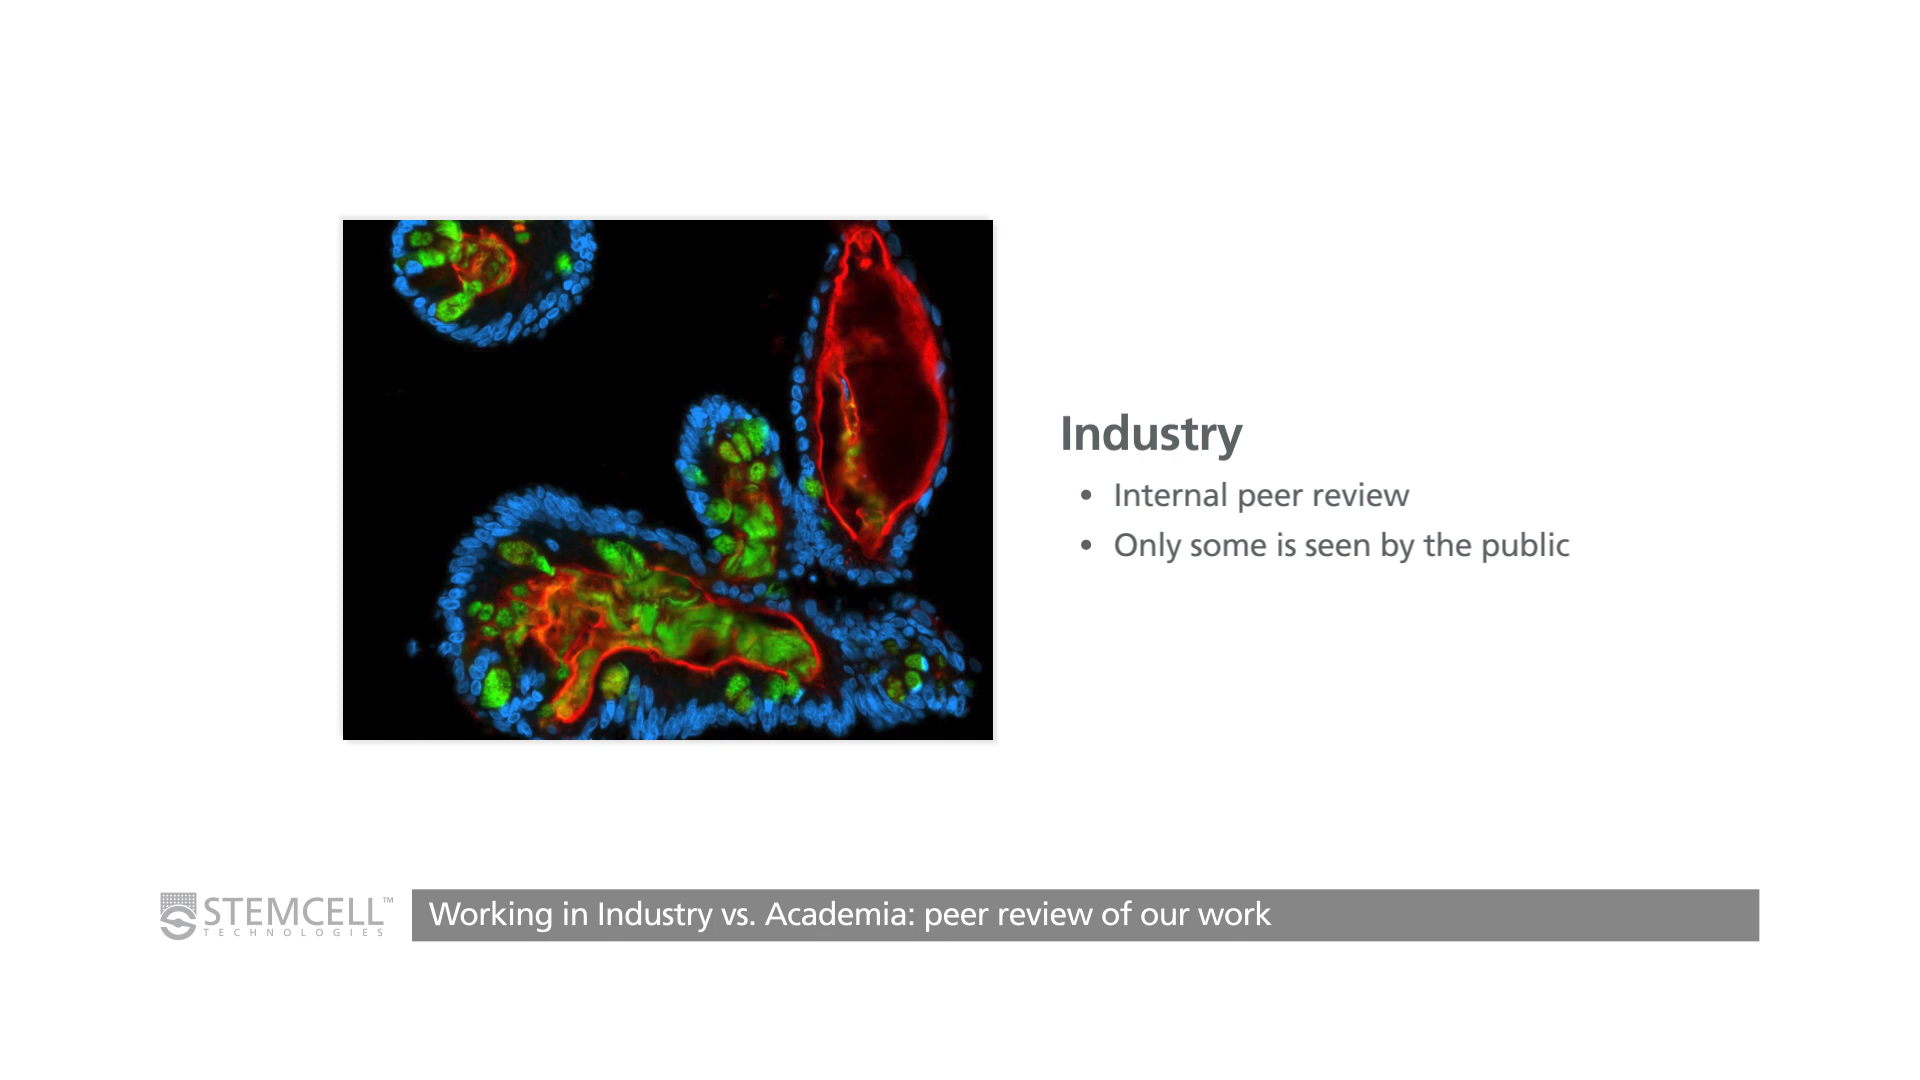 Industry
• Internal peer review
• Only some is seen by the public
STEMCELL™
TECHNOLOGIES
Working in Industry vs. Academia: peer review of our work